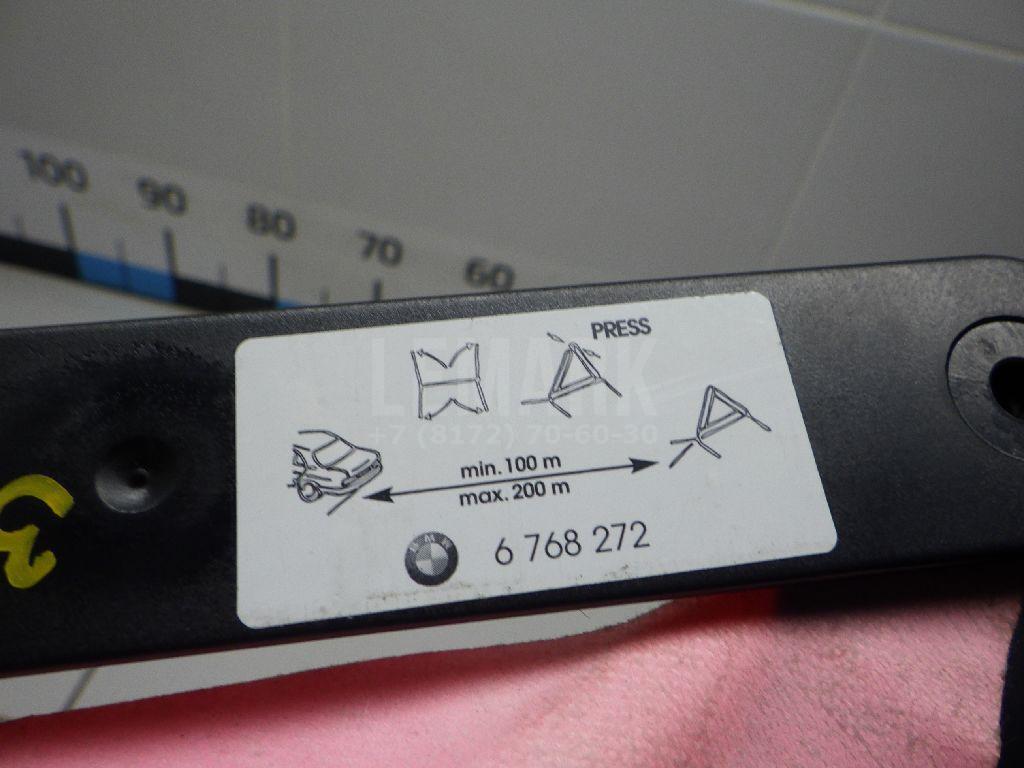 100 90 80 70 60
PRESS
LEMARK
+7 (8172) 70-60-30
min. 100 m
max. 200 m
BMW
6 768 272